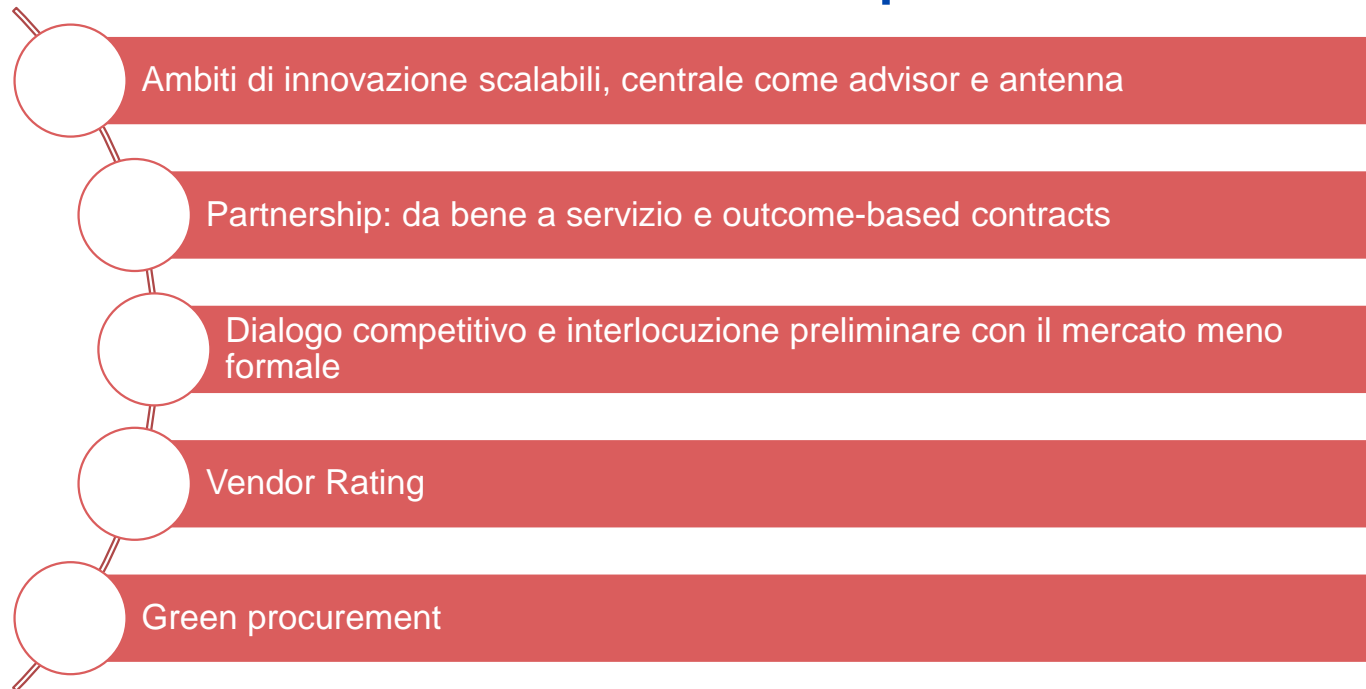 Ambiti di innovazione scalabili, centrale come advisor e antenna
Partnership: da bene a servizio e outcome-based contracts
Dialogo competitivo e interlocuzione preliminare con il mercato meno
formale
Vendor Rating
Green procurement